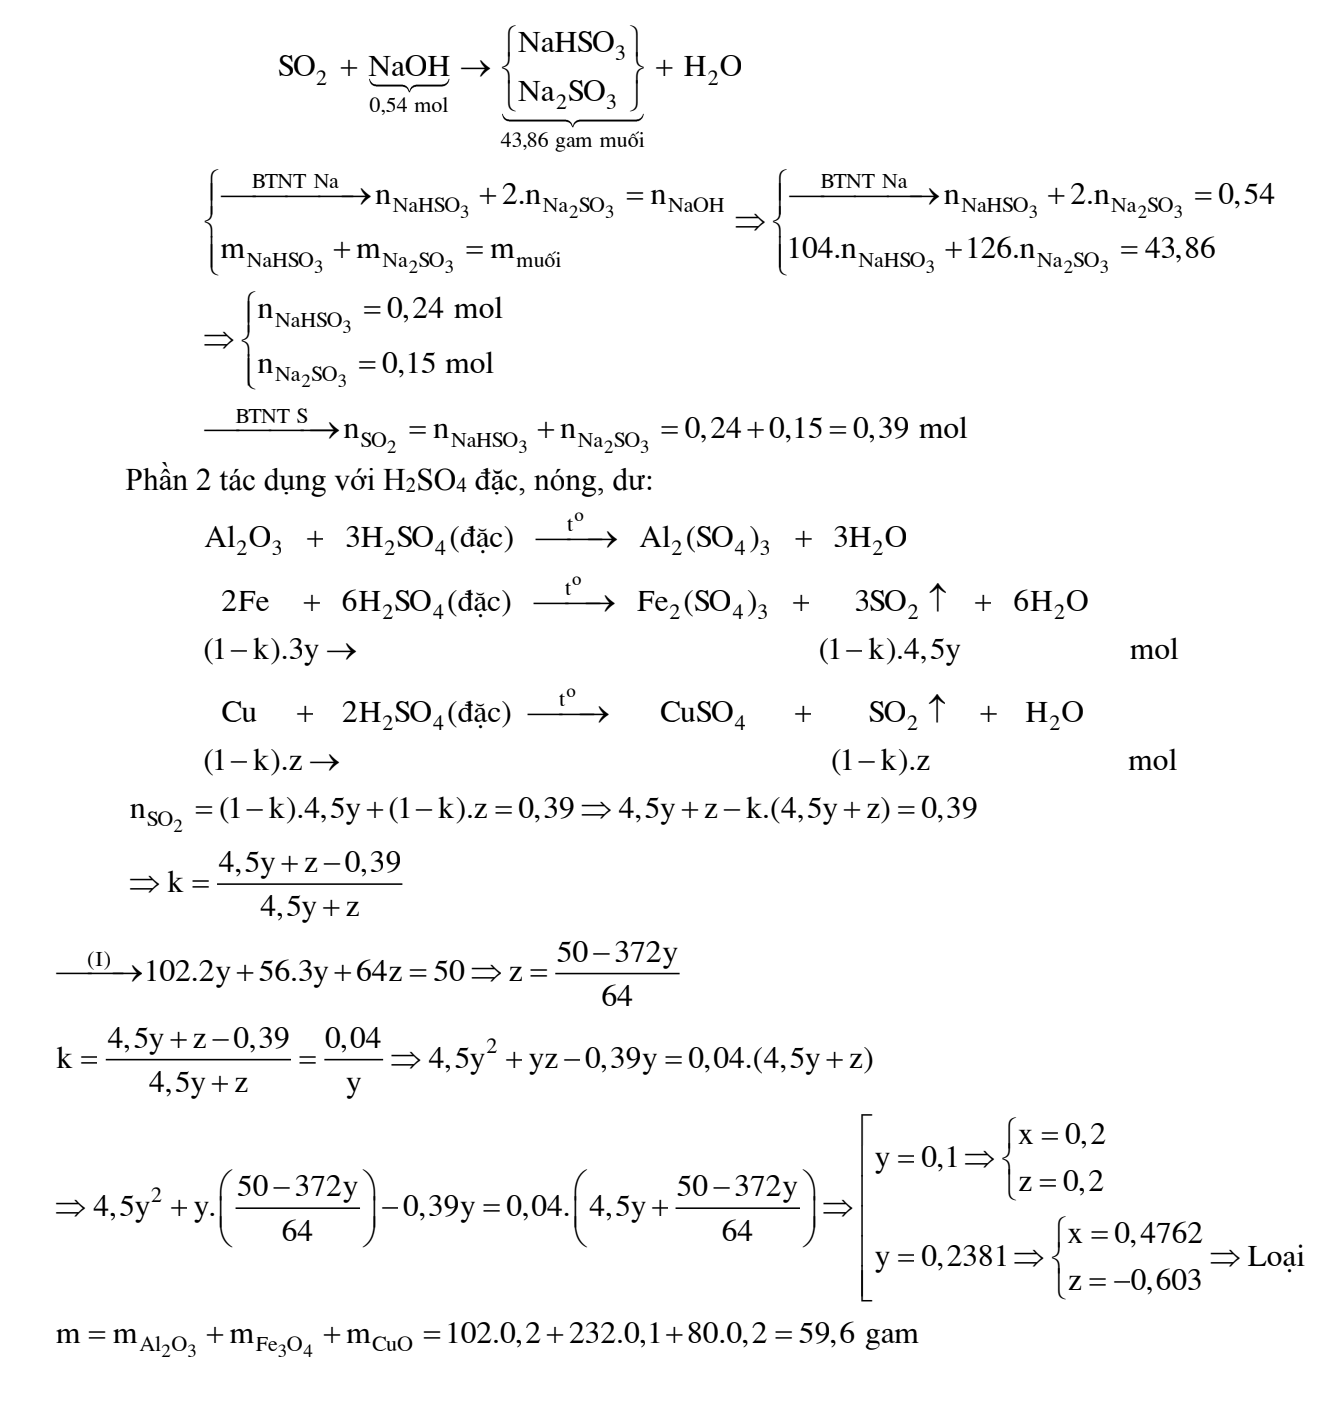 SO₂ + NaOH → {NaHSO₃ Na₂SO₃} + H₂O
0,54 mol
43,86 gam muối
{ BTNT Na → n_NaHSO₃ + 2.n_Na₂SO₃ = n_NaOH ⇒ { BTNT Na → n_NaHSO₃ + 2.n_Na₂SO₃ = 0,54
m_NaHSO₃ + m_Na₂SO₃ = m_muối 104.n_NaHSO₃ + 126.n_Na₂SO₃ = 43,86
⇒ { n_NaHSO₃ = 0,24 mol
n_Na₂SO₃ = 0,15 mol
BTNT S → n_SO₂ = n_NaHSO₃ + n_Na₂SO₃ = 0,24 + 0,15 = 0,39 mol
Phần 2 tác dụng với H₂SO₄ đặc, nóng, dư:
Al₂O₃ + 3H₂SO₄(đặc) —tº→ Al₂(SO₄)₃ + 3H₂O
2Fe + 6H₂SO₄(đặc) —tº→ Fe₂(SO₄)₃ + 3SO₂↑ + 6H₂O
(1−k).3y → (1−k).4,5y mol
Cu + 2H₂SO₄(đặc) —tº→ CuSO₄ + SO₂↑ + H₂O
(1−k).z → (1−k).z mol
n_SO₂ = (1−k).4,5y + (1−k).z = 0,39 ⇒ 4,5y + z − k.(4,5y + z) = 0,39
⇒ k = (4,5y + z − 0,39)/(4,5y + z)
(I) → 102.2y + 56.3y + 64z = 50 ⇒ z = (50 − 372y)/64
k = (4,5y + z − 0,39)/(4,5y + z) = 0,04/y ⇒ 4,5y² + yz − 0,39y = 0,04.(4,5y + z)
⇒ 4,5y² + y.((50 − 372y)/64) − 0,39y = 0,04.(4,5y + (50 − 372y)/64) ⇒ [ y = 0,1 ⇒ { x = 0,2 z = 0,2
y = 0,2381 ⇒ { x = 0,4762 z = −0,603 ⇒ Loại
m = m_Al₂O₃ + m_Fe₃O₄ + m_CuO = 102.0,2 + 232.0,1 + 80.0,2 = 59,6 gam